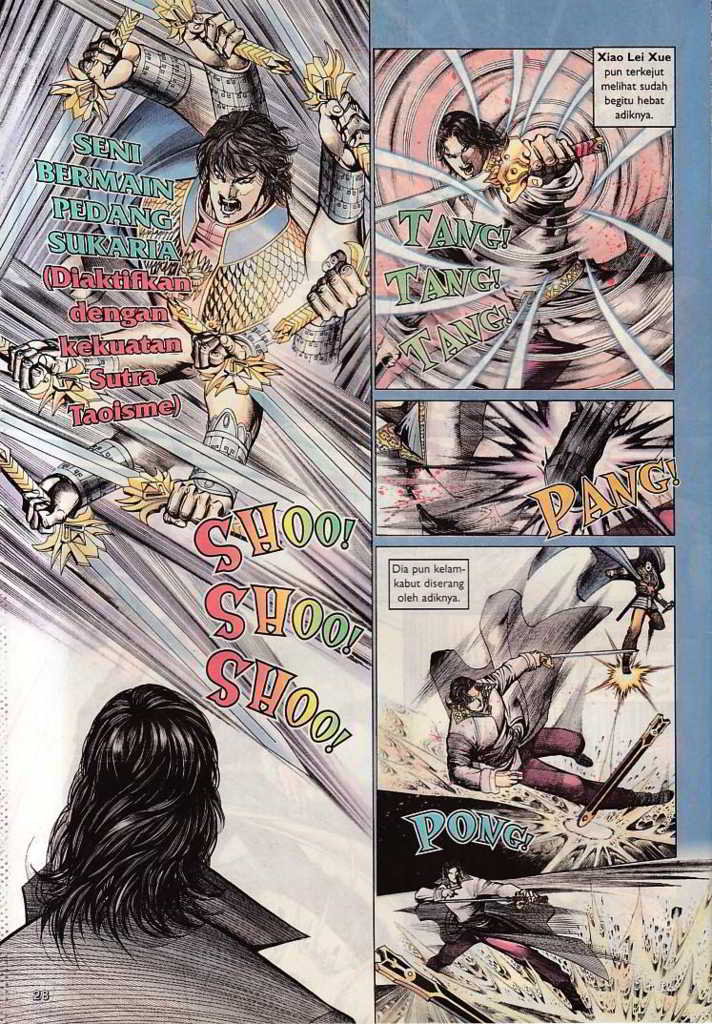 SENI
BERMAIN
PEDANG
SUKARIA
(Diaktifkan
dengan
kekuatan
Sutra
Taoisme)
SHOO!
SHOO!
SHOO!
28
Xiao Lei Xue
pun terkejut
melihat sudah
begitu hebat
adiknya.
TANG!
TANG!
TANG!
PANG!
Dia pun kelam-
kabut diserang
oleh adiknya.
PONG!